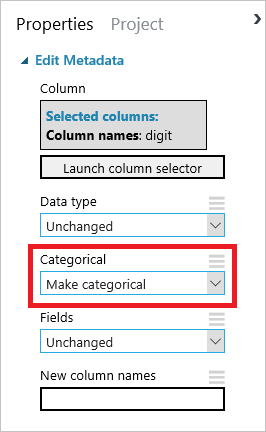 Properties Project
Edit Metadata
Column
Selected columns:
Column names: digit
Launch column selector
Data type
Unchanged
Categorical
Make categorical
Fields
Unchanged
New column names